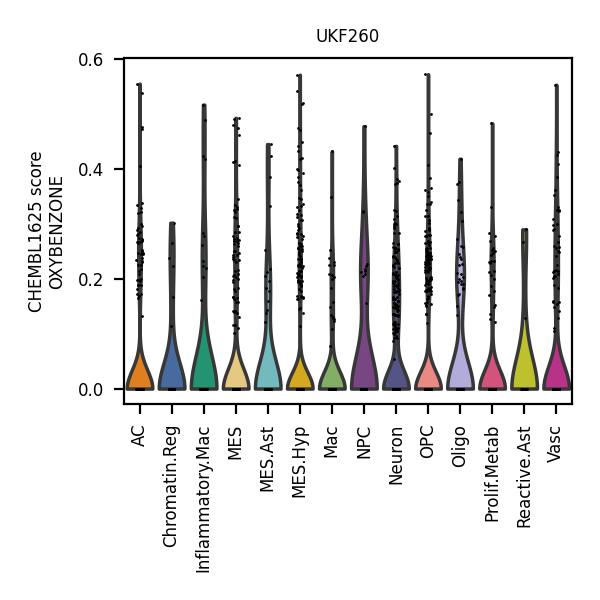 UKF260
CHEMBL1625 score
OXYBENZONE
0.6
0.4
0.2
0.0
AC
Chromatin.Reg
Inflammatory.Mac
MES
MES.Ast
MES.Hyp
Mac
NPC
Neuron
OPC
Oligo
Prolif.Metab
Reactive.Ast
Vasc